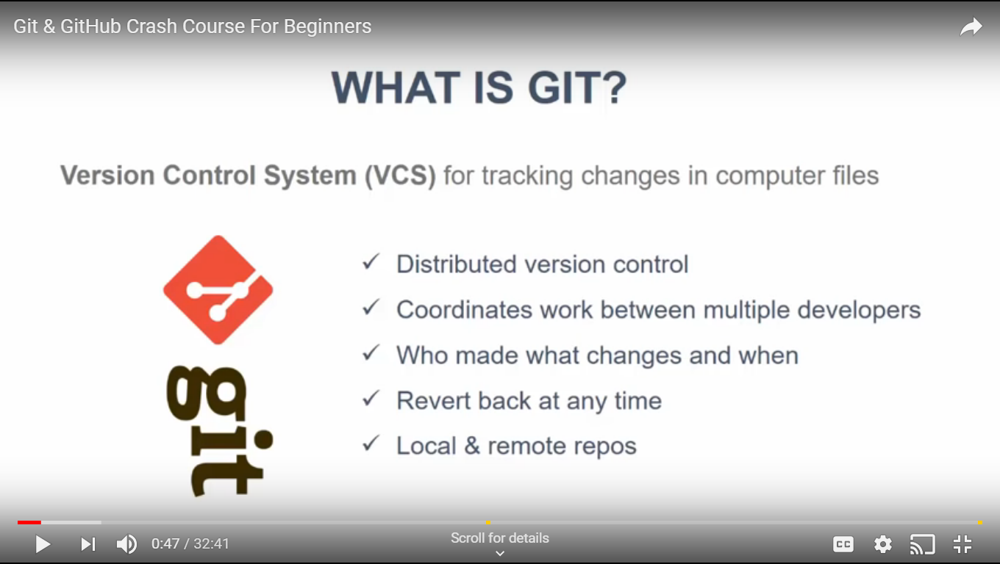 Git & GitHub Crash Course For Beginners
WHAT IS GIT?
Version Control System (VCS) for tracking changes in computer files
✓ Distributed version control
✓ Coordinates work between multiple developers
✓ Who made what changes and when
✓ Revert back at any time
✓ Local & remote repos
git
0:47 / 32:41
Scroll for details
CC